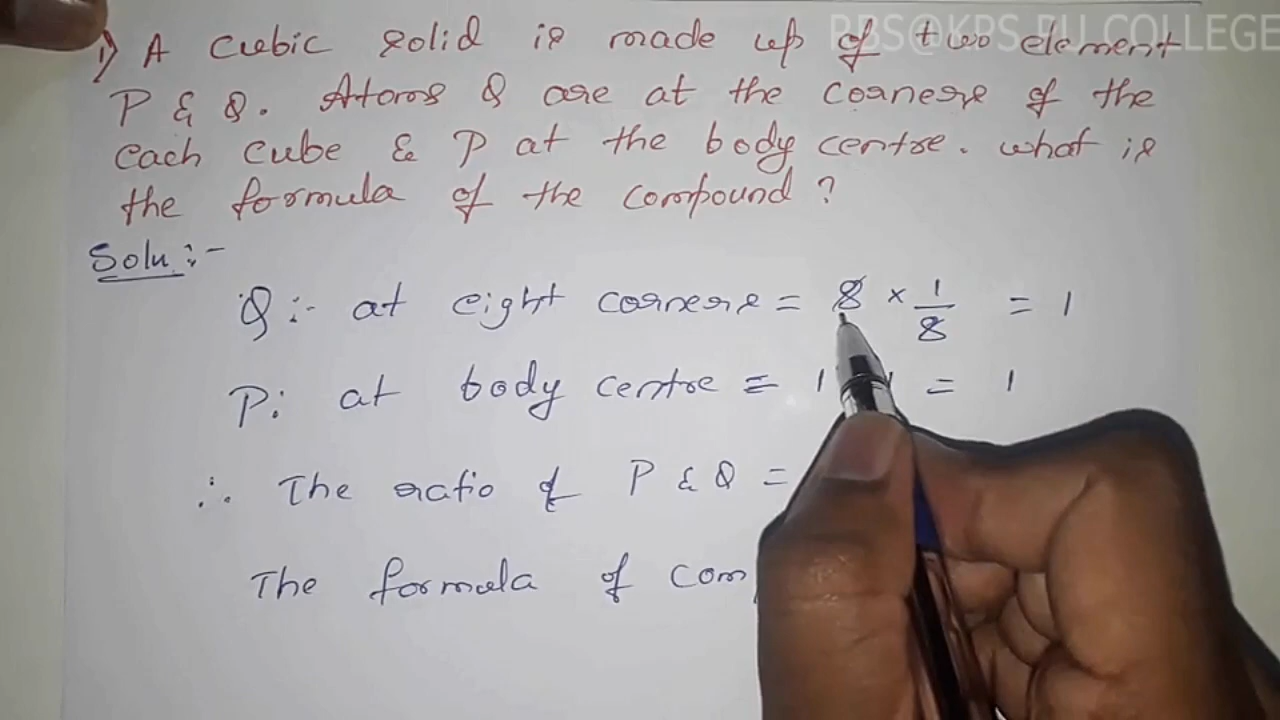 RBS@KPS PU COLLEGE
1) A cubic solid is made up of two element
P & Q. Atoms Q are at the corners of the
each cube & P at the body centre. what is
the formula of the compound ?
Solu :-
Q :- at eight corners = 8 × 1/8 = 1
P : at body centre = 1 = 1
∴ The ratio of P & Q =
The formula of com